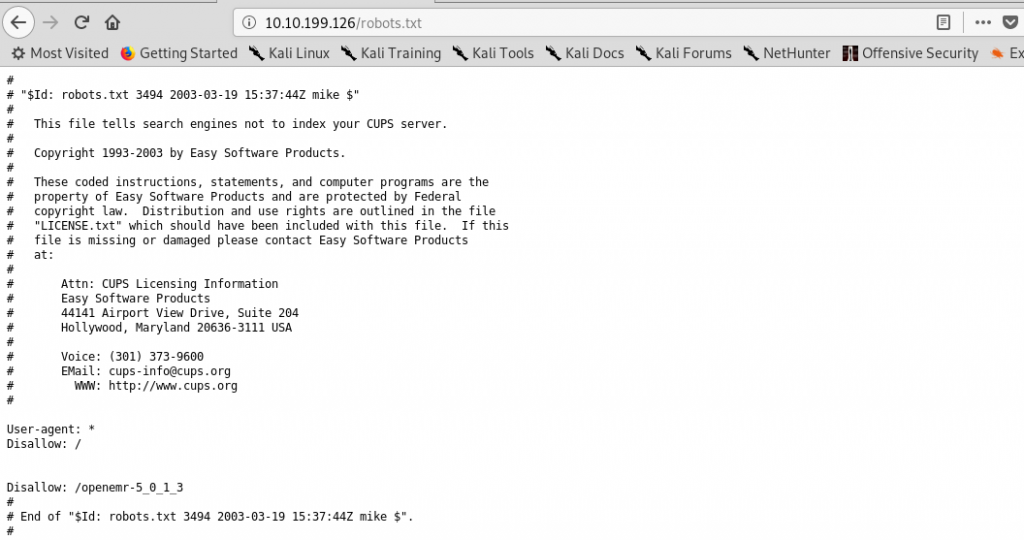 10.10.199.126/robots.txt
Most Visited Getting Started Kali Linux Kali Training Kali Tools Kali Docs Kali Forums NetHunter Offensive Security Ex
#
# "$Id: robots.txt 3494 2003-03-19 15:37:44Z mike $"
#
#   This file tells search engines not to index your CUPS server.
#
#   Copyright 1993-2003 by Easy Software Products.
#
#   These coded instructions, statements, and computer programs are the
#   property of Easy Software Products and are protected by Federal
#   copyright law.  Distribution and use rights are outlined in the file
#   "LICENSE.txt" which should have been included with this file.  If this
#   file is missing or damaged please contact Easy Software Products
#   at:
#
#       Attn: CUPS Licensing Information
#       Easy Software Products
#       44141 Airport View Drive, Suite 204
#       Hollywood, Maryland 20636-3111 USA
#
#       Voice: (301) 373-9600
#       EMail: cups-info@cups.org
#         WWW: http://www.cups.org
#
User-agent: *
Disallow: /
Disallow: /openemr-5_0_1_3
#
# End of "$Id: robots.txt 3494 2003-03-19 15:37:44Z mike $".
#